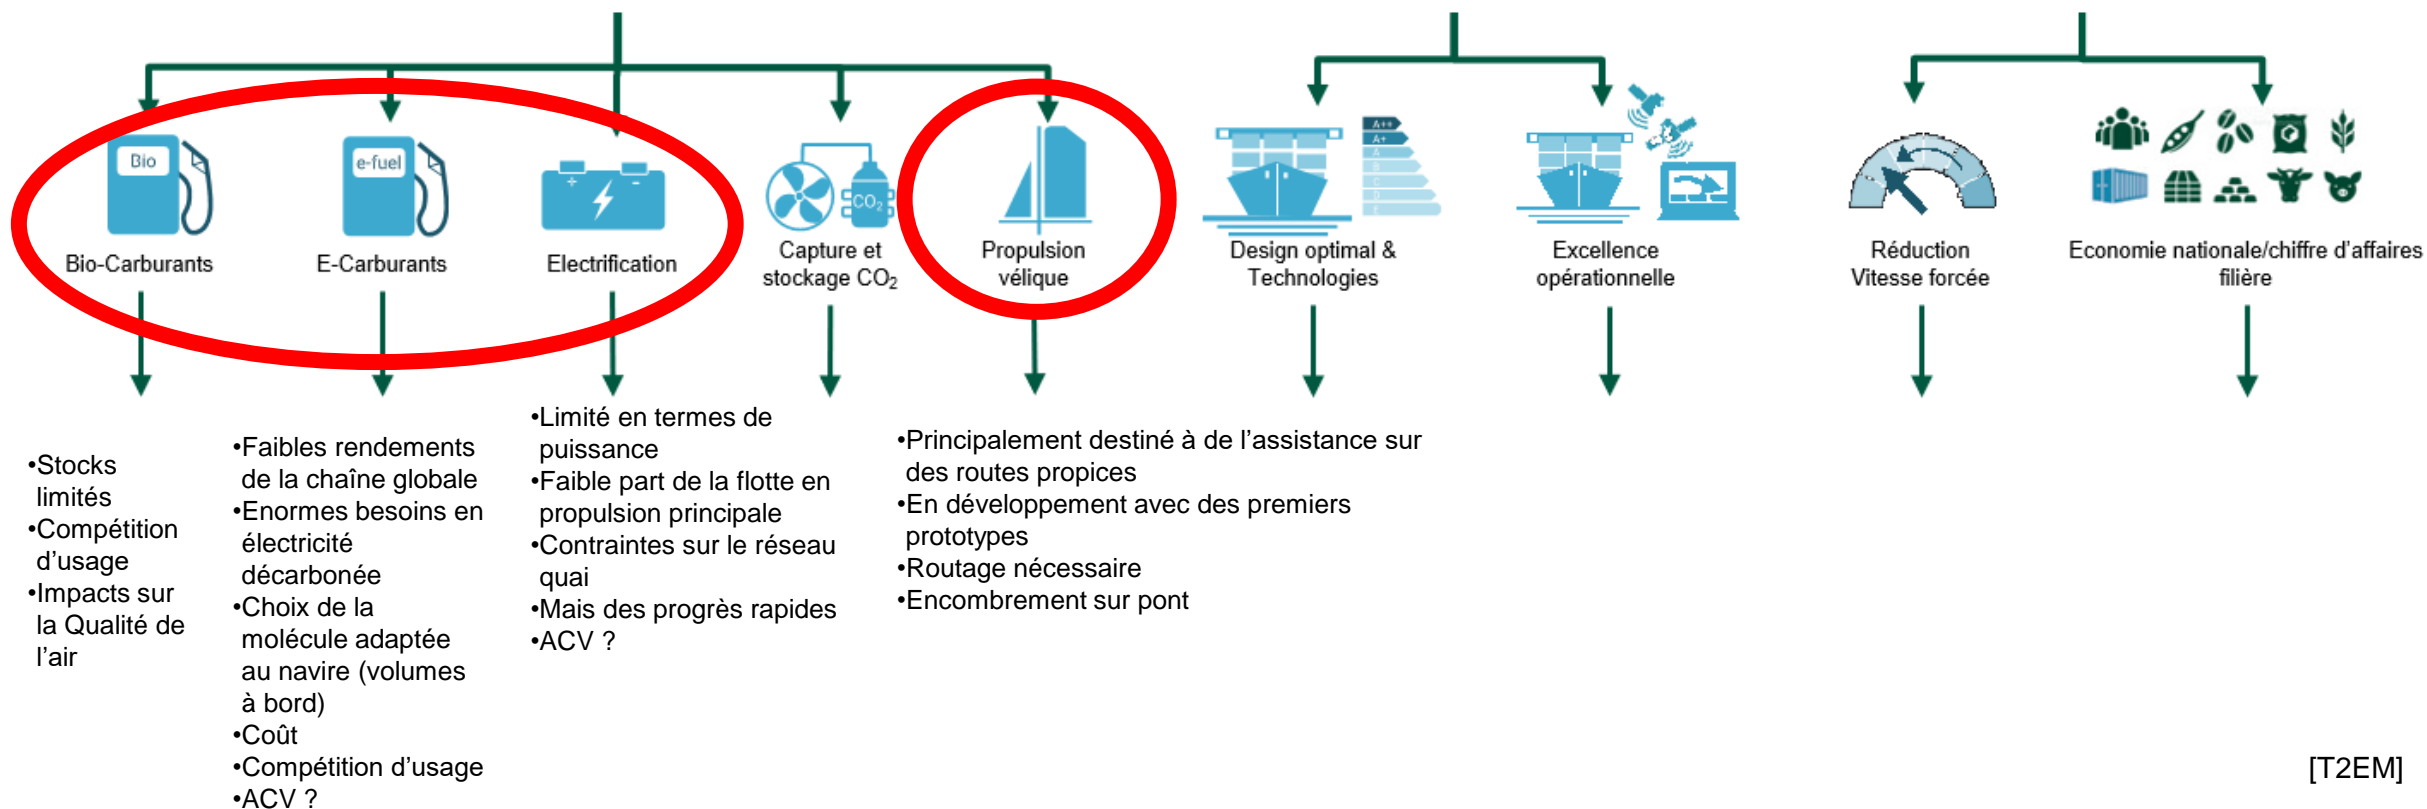 Bio
e-fuel
+
-
CO₂
A++
A+
A
B
C
D
E
Bio-Carburants
E-Carburants
Electrification
Capture et
stockage CO₂
Propulsion
vélique
Design optimal &
Technologies
Excellence
opérationnelle
Réduction
Vitesse forcée
Economie nationale/chiffre d'affaires
filière
•Stocks
limités
•Compétition
d'usage
•Impacts sur
la Qualité de
l'air
•Faibles rendements
de la chaîne globale
•Enormes besoins en
électricité
décarbonée
•Choix de la
molécule adaptée
au navire (volumes
à bord)
•Coût
•Compétition d'usage
•ACV ?
•Limité en termes de
puissance
•Faible part de la flotte en
propulsion principale
•Contraintes sur le réseau
quai
•Mais des progrès rapides
•ACV ?
•Principalement destiné à de l'assistance sur
des routes propices
•En développement avec des premiers
prototypes
•Routage nécessaire
•Encombrement sur pont
[T2EM]